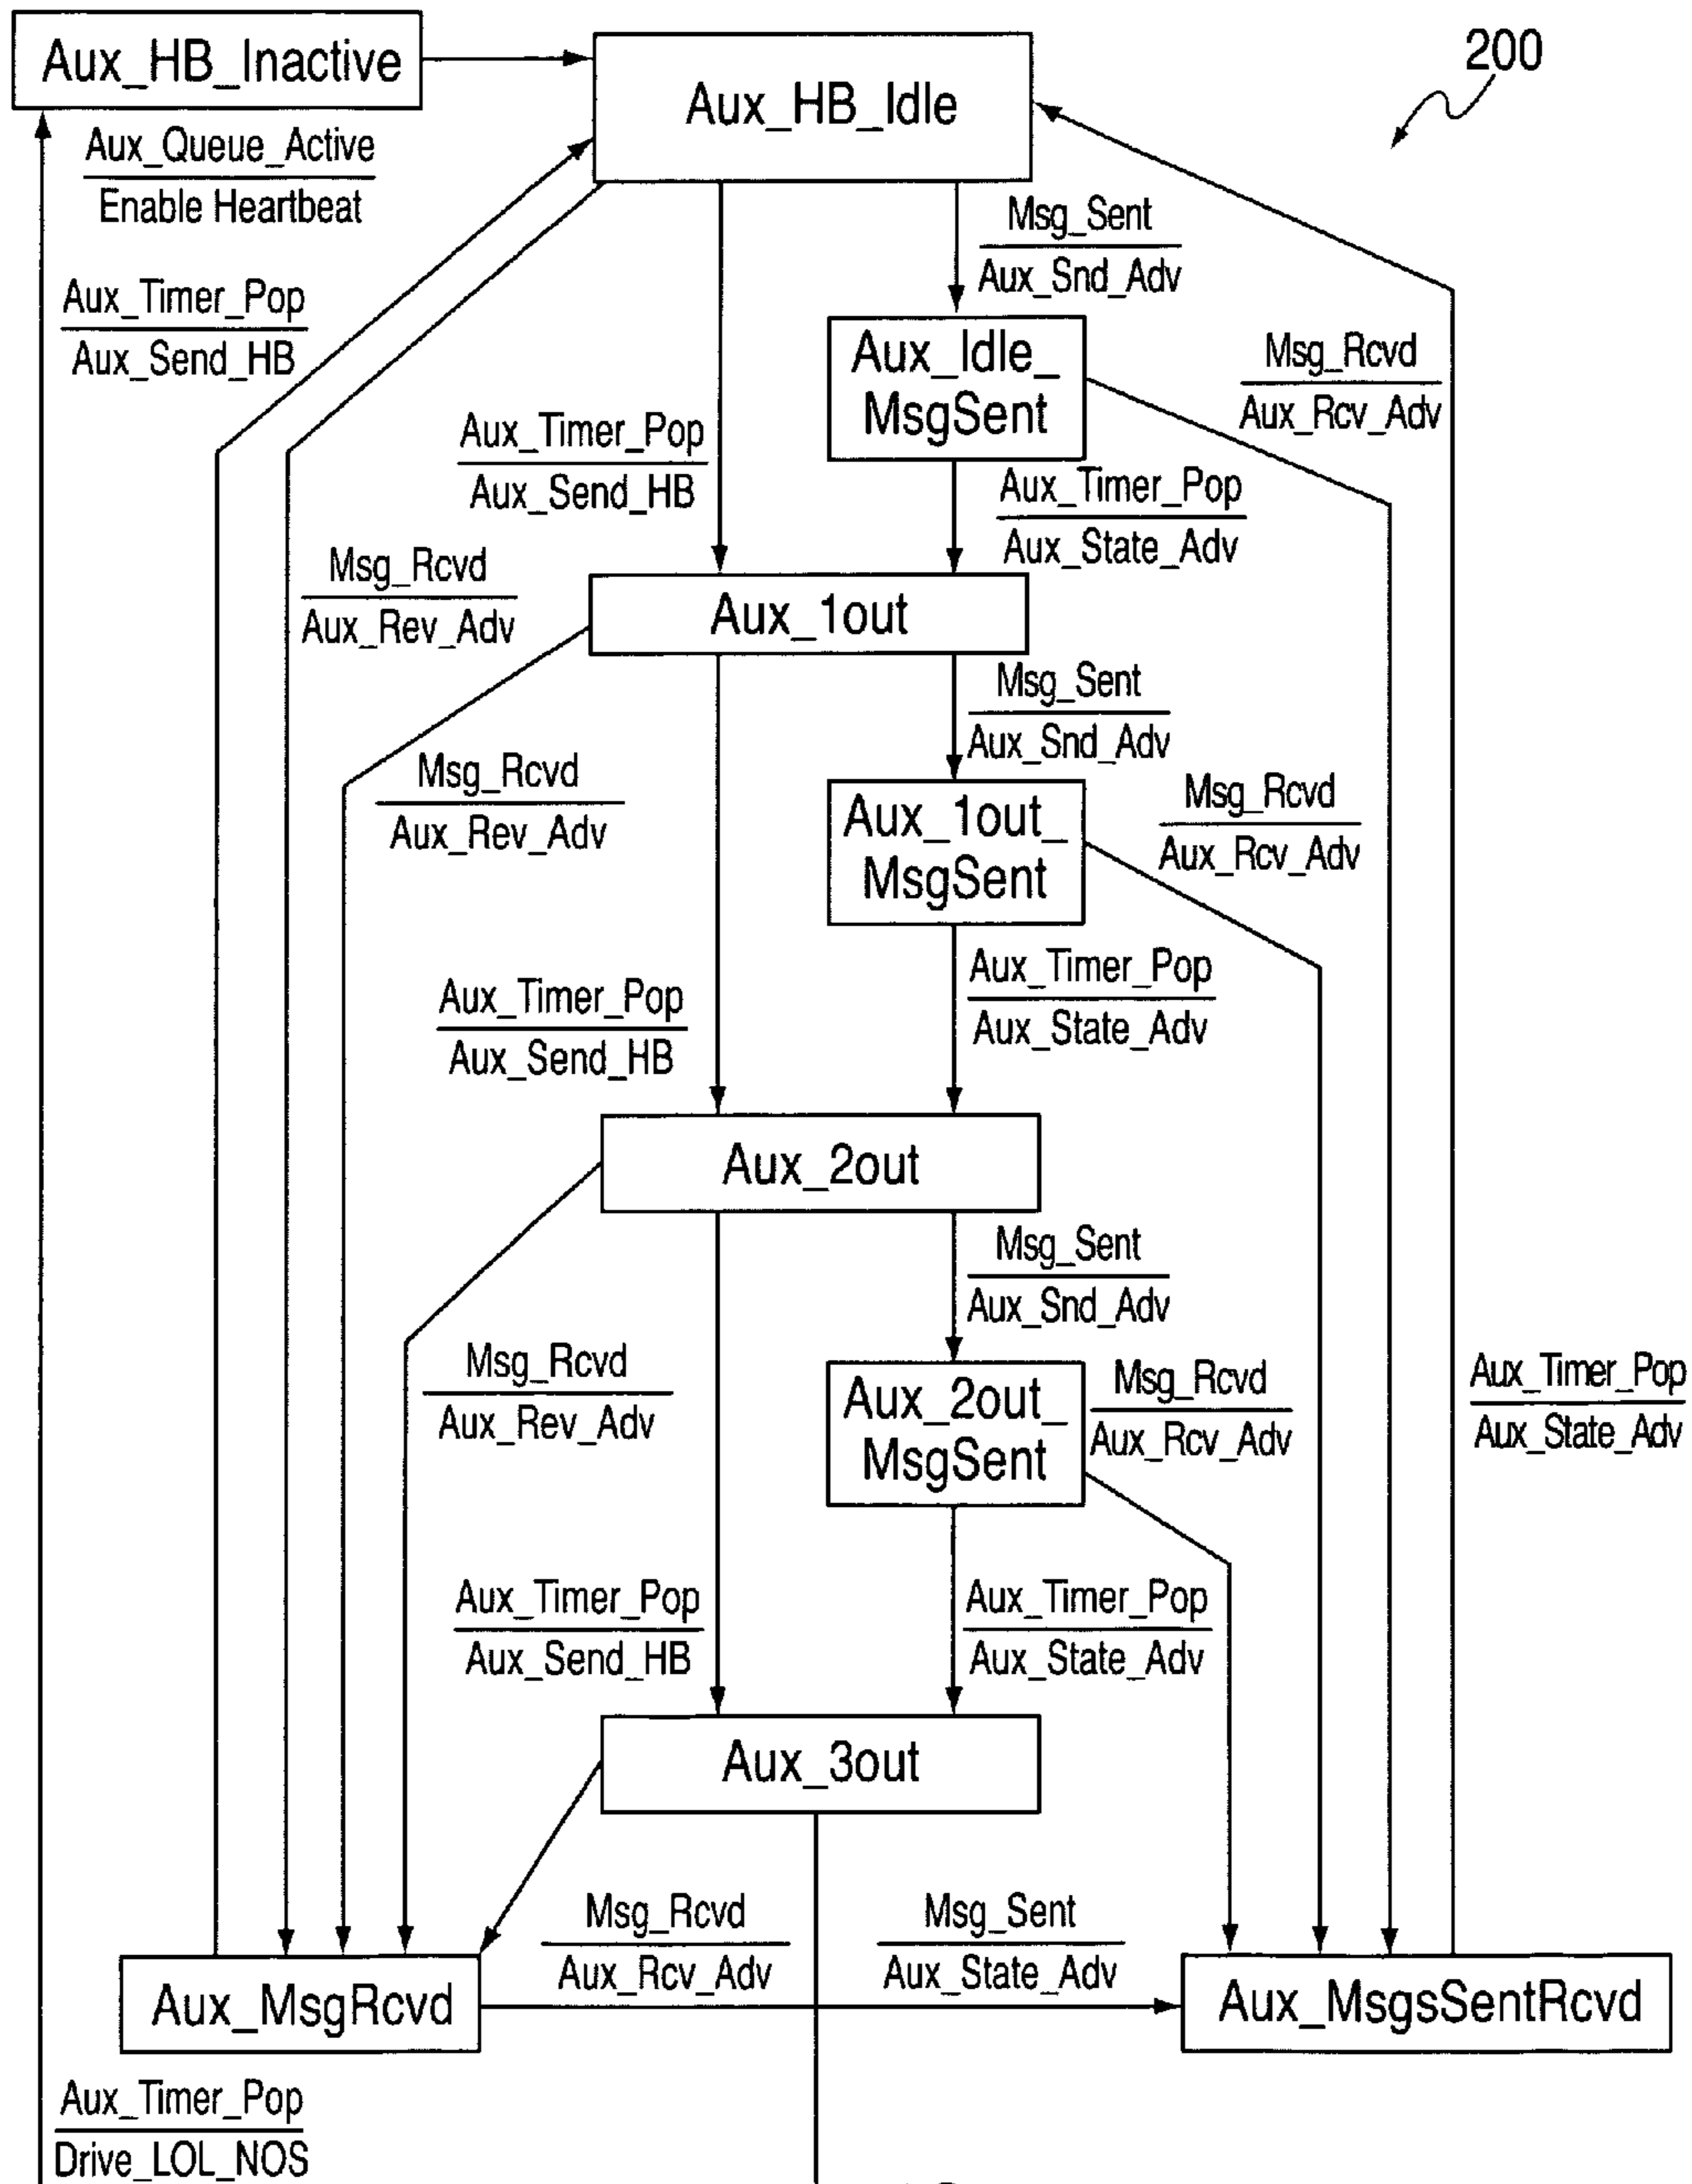 Aux_HB_Inactive
Aux_HB_Idle
200
Aux_Queue_Active
Enable Heartbeat
Msg_Sent
Aux_Snd_Adv
Aux_Timer_Pop
Aux_Send_HB
Aux_Idle_
MsgSent
Msg_Rcvd
Aux_Rcv_Adv
Aux_Timer_Pop
Aux_Send_HB
Aux_Timer_Pop
Aux_State_Adv
Msg_Rcvd
Aux_Rev_Adv
Aux_1out
Msg_Sent
Aux_Snd_Adv
Msg_Rcvd
Aux_Rev_Adv
Aux_1out_
MsgSent
Msg_Rcvd
Aux_Rcv_Adv
Aux_Timer_Pop
Aux_Send_HB
Aux_Timer_Pop
Aux_State_Adv
Aux_2out
Msg_Sent
Aux_Snd_Adv
Msg_Rcvd
Aux_Rev_Adv
Aux_2out_
MsgSent
Msg_Rcvd
Aux_Rcv_Adv
Aux_Timer_Pop
Aux_State_Adv
Aux_Timer_Pop
Aux_Send_HB
Aux_Timer_Pop
Aux_State_Adv
Aux_3out
Msg_Rcvd
Aux_Rcv_Adv
Msg_Sent
Aux_State_Adv
Aux_MsgRcvd
Aux_MsgsSentRcvd
Aux_Timer_Pop
Drive_LOL_NOS